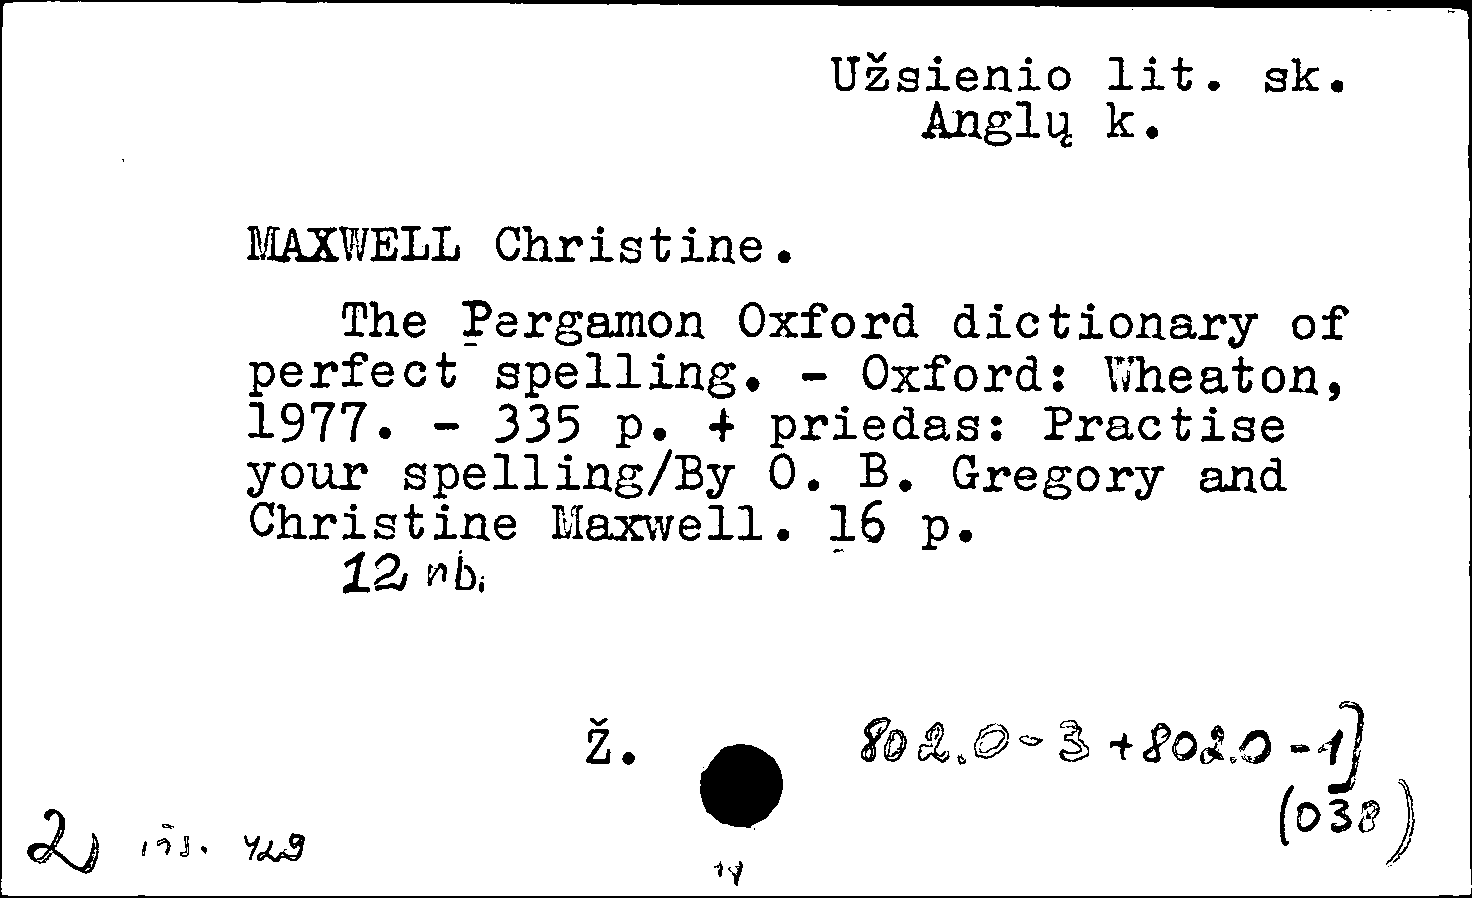 Užsienio lit. sk.
Anglų k.
MAXWELL Christine.
The Pergamon Oxford dictionary of
perfect spelling. - Oxford: Wheaton,
1977. - 335 p. + priedas: Practise
your spelling/By O. B. Gregory and
Christine Maxwell. 16 p.
12 nb.
Ž.
802.0-3+802.0-1]
(038)
2)
729